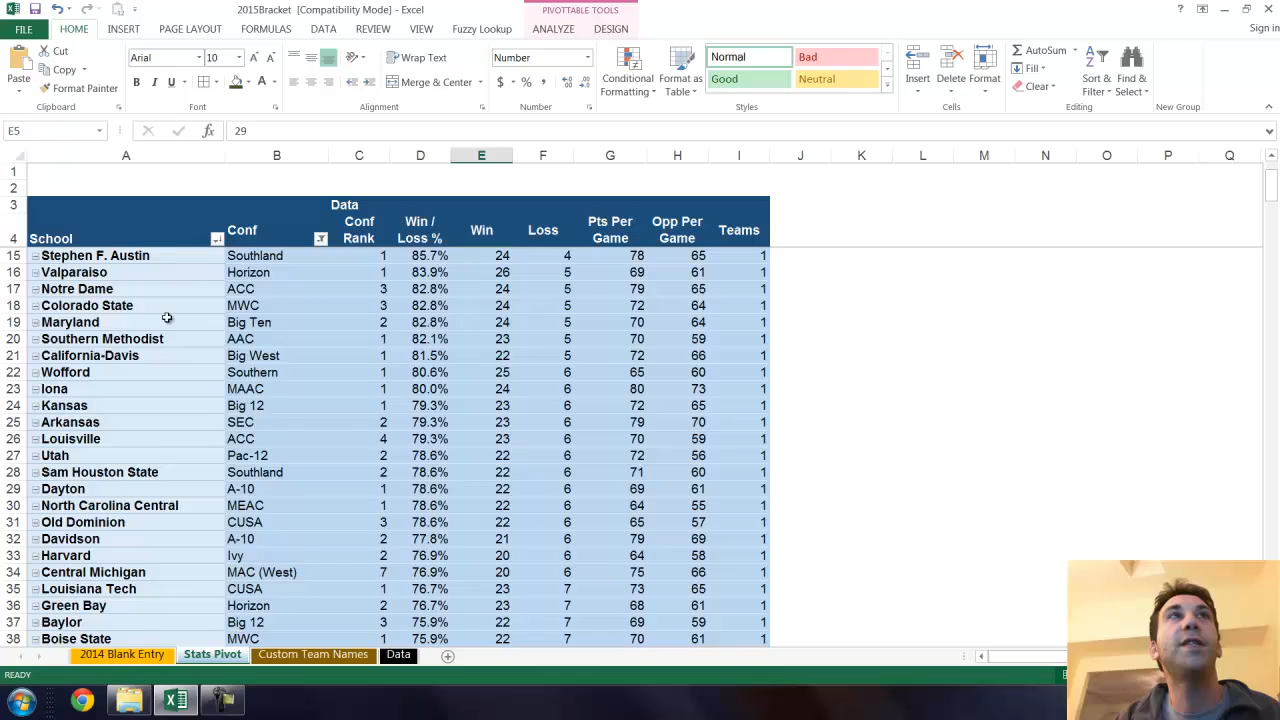 2015Bracket [Compatibility Mode] - Excel
PIVOTTABLE TOOLS
Sign in
FILE HOME INSERT PAGE LAYOUT FORMULAS DATA REVIEW VIEW Fuzzy Lookup ANALYZE DESIGN
Paste
Cut
Copy
Format Painter
Arial
10
B I U A
Wrap Text
Merge & Center
Number
$ % ,
Conditional Formatting
Format as Table
Normal Bad
Good Neutral
Insert Delete Format
AutoSum
Fill
Clear
Sort & Filter
Find & Select
Clipboard Font Alignment Number Styles Cells Editing New Group
E5 fx 29
A B C D E F G H I J K L M N O P Q
1
2
3 Data
4 School Conf Conf Rank Win / Loss % Win Loss Pts Per Game Opp Per Game Teams
15 Stephen F. Austin Southland 1 85.7% 24 4 78 65 1
16 Valparaiso Horizon 1 83.9% 26 5 69 61 1
17 Notre Dame ACC 3 82.8% 24 5 79 65 1
18 Colorado State MWC 3 82.8% 24 5 72 64 1
19 Maryland Big Ten 2 82.8% 24 5 70 64 1
20 Southern Methodist AAC 1 82.1% 23 5 70 59 1
21 California-Davis Big West 1 81.5% 22 5 72 66 1
22 Wofford Southern 1 80.6% 25 6 65 60 1
23 Iona MAAC 1 80.0% 24 6 80 73 1
24 Kansas Big 12 1 79.3% 23 6 72 65 1
25 Arkansas SEC 2 79.3% 23 6 79 70 1
26 Louisville ACC 4 79.3% 23 6 70 59 1
27 Utah Pac-12 2 78.6% 22 6 72 56 1
28 Sam Houston State Southland 2 78.6% 22 6 71 60 1
29 Dayton A-10 1 78.6% 22 6 69 61 1
30 North Carolina Central MEAC 1 78.6% 22 6 64 55 1
31 Old Dominion CUSA 3 78.6% 22 6 65 57 1
32 Davidson A-10 2 77.8% 21 6 79 69 1
33 Harvard Ivy 2 76.9% 20 6 64 58 1
34 Central Michigan MAC (West) 7 76.9% 20 6 75 66 1
35 Louisiana Tech CUSA 1 76.7% 23 7 73 65 1
36 Green Bay Horizon 2 76.7% 23 7 68 61 1
37 Baylor Big 12 3 75.9% 22 7 69 59 1
38 Boise State MWC 1 75.9% 22 7 70 61 1
2014 Blank Entry Stats Pivot Custom Team Names Data
READY